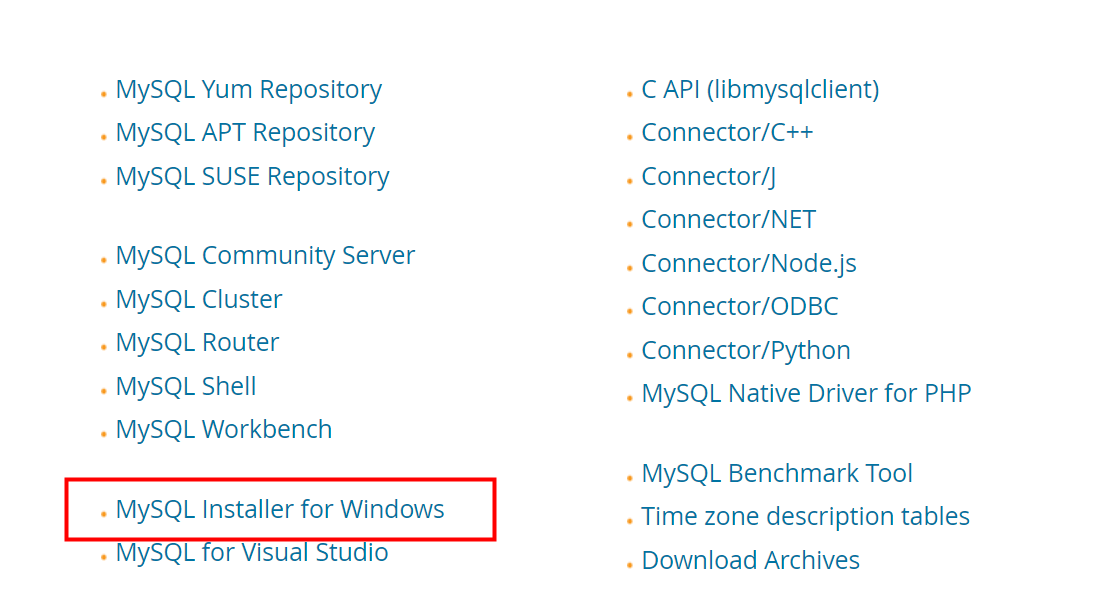 MySQL Yum Repository
MySQL APT Repository
MySQL SUSE Repository
MySQL Community Server
MySQL Cluster
MySQL Router
MySQL Shell
MySQL Workbench
MySQL Installer for Windows
MySQL for Visual Studio
C API (libmysqlclient)
Connector/C++
Connector/J
Connector/NET
Connector/Node.js
Connector/ODBC
Connector/Python
MySQL Native Driver for PHP
MySQL Benchmark Tool
Time zone description tables
Download Archives